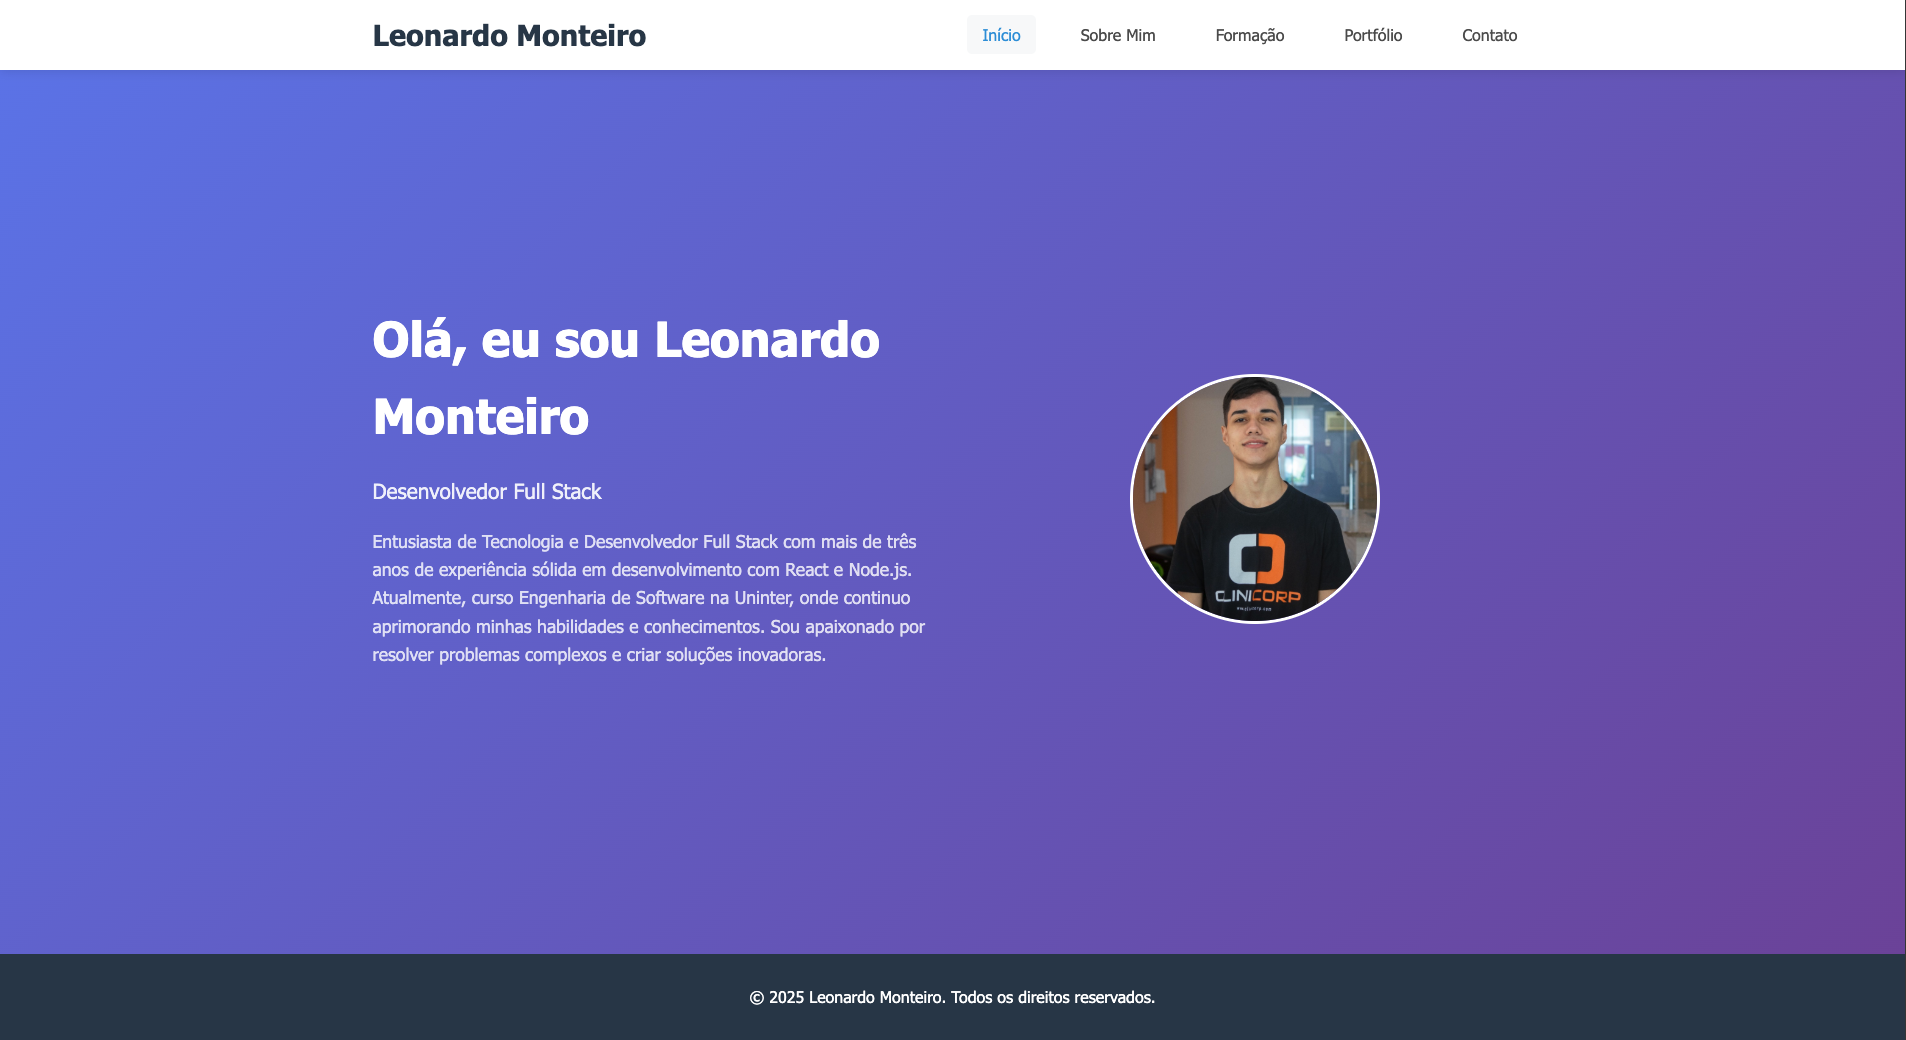 Leonardo Monteiro
Início
Sobre Mim
Formação
Portfólio
Contato
Olá, eu sou Leonardo
Monteiro
Desenvolvedor Full Stack
Entusiasta de Tecnologia e Desenvolvedor Full Stack com mais de três
anos de experiência sólida em desenvolvimento com React e Node.js.
Atualmente, curso Engenharia de Software na Uninter, onde continuo
aprimorando minhas habilidades e conhecimentos. Sou apaixonado por
resolver problemas complexos e criar soluções inovadoras.
CLINICORP
© 2025 Leonardo Monteiro. Todos os direitos reservados.